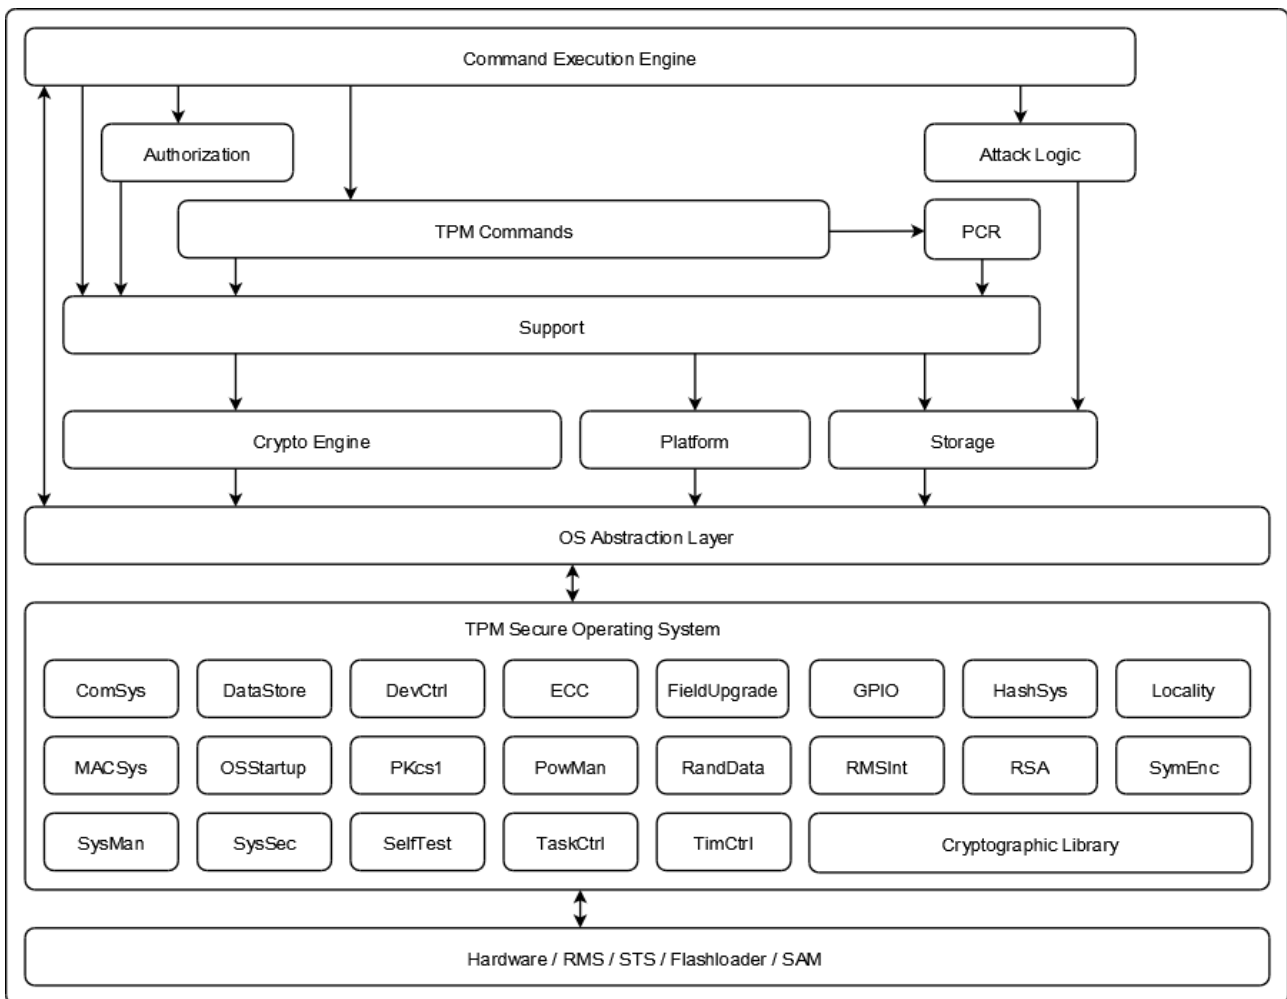 Command Execution Engine
Authorization
Attack Logic
TPM Commands
PCR
Support
Crypto Engine
Platform
Storage
OS Abstraction Layer
TPM Secure Operating System
ComSys
DataStore
DevCtrl
ECC
FieldUpgrade
GPIO
HashSys
Locality
MACSys
OSStartup
PKcs1
PowMan
RandData
RMSInt
RSA
SymEnc
SysMan
SysSec
SelfTest
TaskCtrl
TimCtrl
Cryptographic Library
Hardware / RMS / STS / Flashloader / SAM